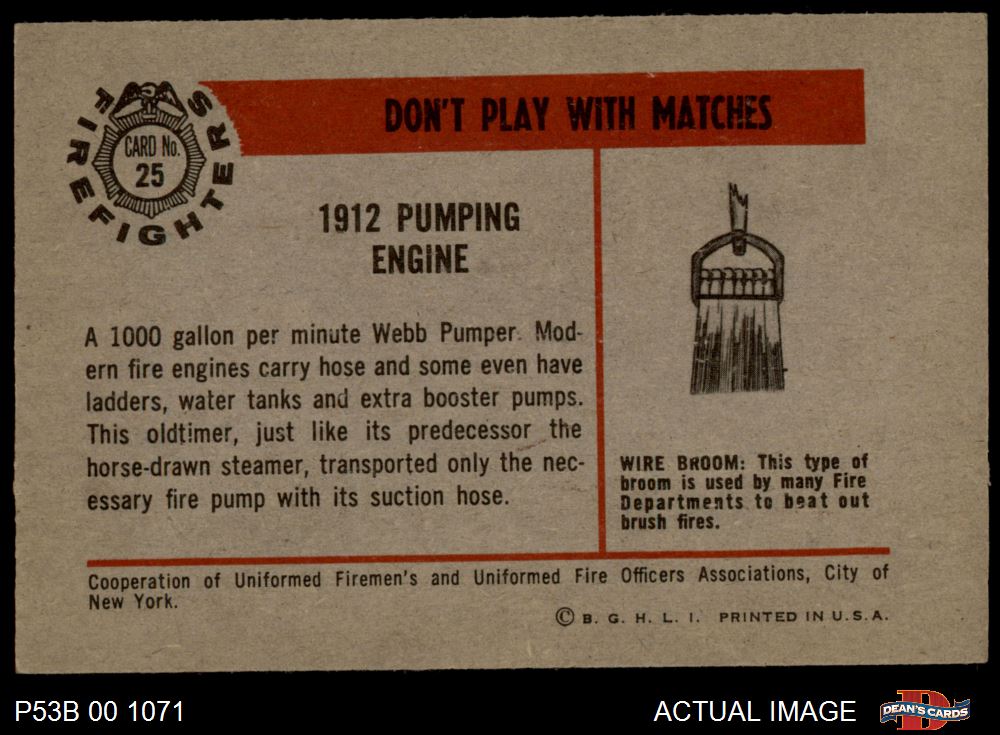 FIREFIGHTERS
CARD No.
25
DON'T PLAY WITH MATCHES
1912 PUMPING
ENGINE
A 1000 gallon per minute Webb Pumper. Mod-
ern fire engines carry hose and some even have
ladders, water tanks and extra booster pumps.
This oldtimer, just like its predecessor the
horse-drawn steamer, transported only the nec-
essary fire pump with its suction hose.
WIRE BROOM: This type of
broom is used by many Fire
Departments to beat out
brush fires.
Cooperation of Uniformed Firemen's and Uniformed Fire Officers Associations, City of
New York.
© B. G. H. L. I. PRINTED IN U.S.A.
P53B 00 1071
ACTUAL IMAGE
D
DEAN'S CARDS